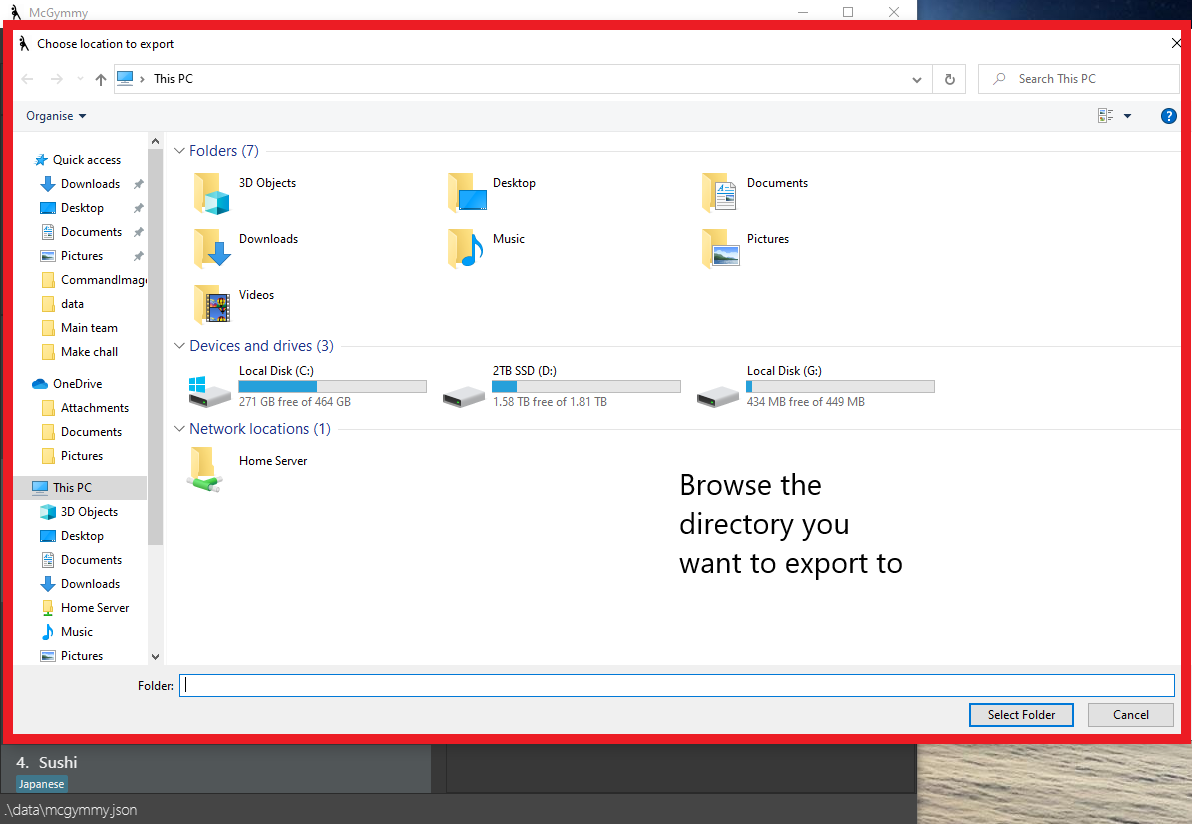 McGymmy
Choose location to export
This PC
Search This PC
Organise
Quick access
Downloads
Desktop
Documents
Pictures
CommandImage
data
Main team
Make chall
OneDrive
Attachments
Documents
Pictures
This PC
3D Objects
Desktop
Documents
Downloads
Home Server
Music
Pictures
Folders (7)
3D Objects
Desktop
Documents
Downloads
Music
Pictures
Videos
Devices and drives (3)
Local Disk (C:)
271 GB free of 464 GB
2TB SSD (D:)
1.58 TB free of 1.81 TB
Local Disk (G:)
434 MB free of 449 MB
Network locations (1)
Home Server
Browse the
directory you
want to export to
Folder:
Select Folder
Cancel
4. Sushi
Japanese
.\data\mcgymmy.json